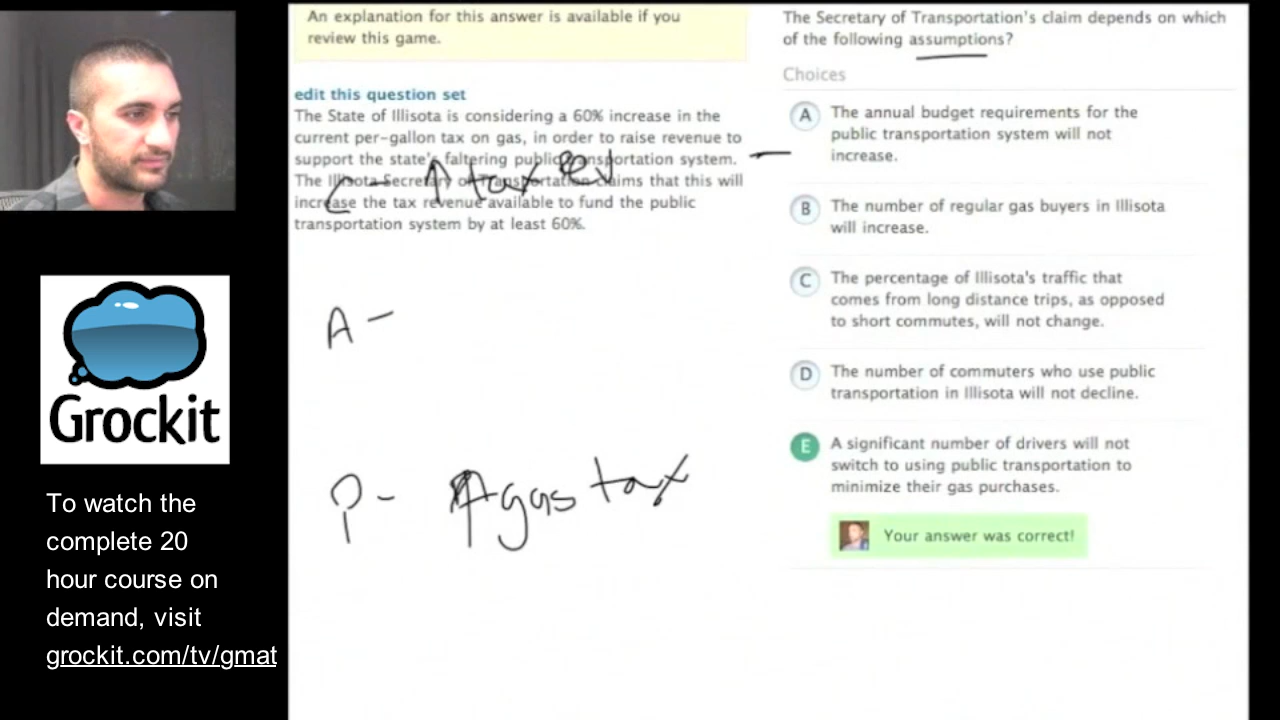 An explanation for this answer is available if you
review this game.
edit this question set
The State of Illisota is considering a 60% increase in the
current per-gallon tax on gas, in order to raise revenue to
support the state's faltering public transportation system.
The Illisota Secretary of Transportation claims that this will
increase the tax revenue available to fund the public
transportation system by at least 60%.
C - ↑ tax rev
A -
P - ↑ gas tax
The Secretary of Transportation's claim depends on which
of the following assumptions?
Choices
A The annual budget requirements for the
public transportation system will not
increase.
B The number of regular gas buyers in Illisota
will increase.
C The percentage of Illisota's traffic that
comes from long distance trips, as opposed
to short commutes, will not change.
D The number of commuters who use public
transportation in Illisota will not decline.
E A significant number of drivers will not
switch to using public transportation to
minimize their gas purchases.
Your answer was correct!
Grockit
To watch the
complete 20
hour course on
demand, visit
grockit.com/tv/gmat